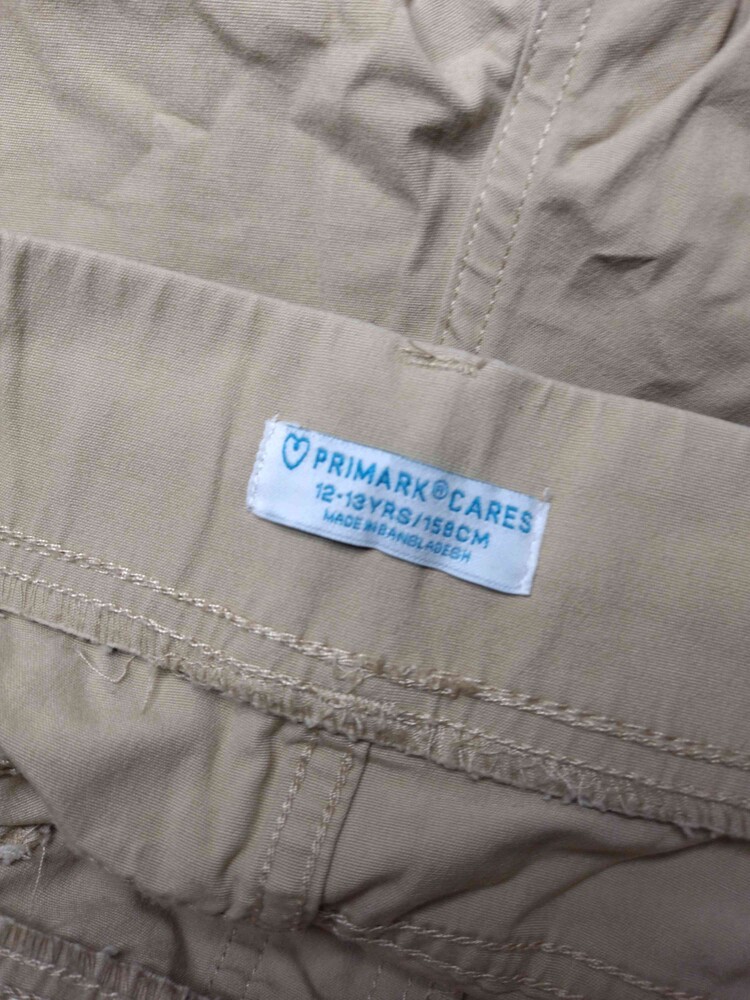 PRIMARK® CARES
12-13YRS/158CM
MADE IN BANGLADESH